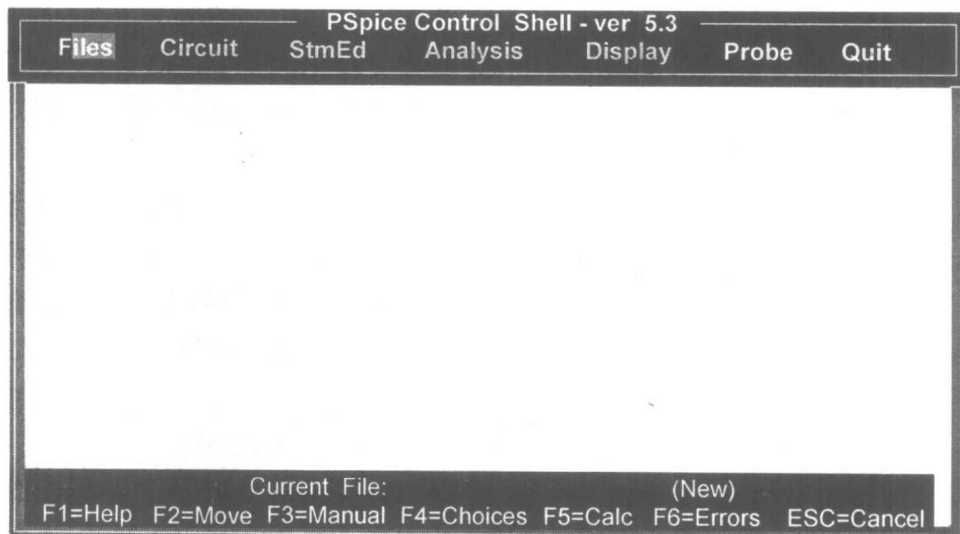 PSpice Control Shell - ver 5.3
Files Circuit StmEd Analysis Display Probe Quit
Current File: (New)
F1=Help F2=Move F3=Manual F4=Choices F5=Calc F6=Errors ESC=Cancel